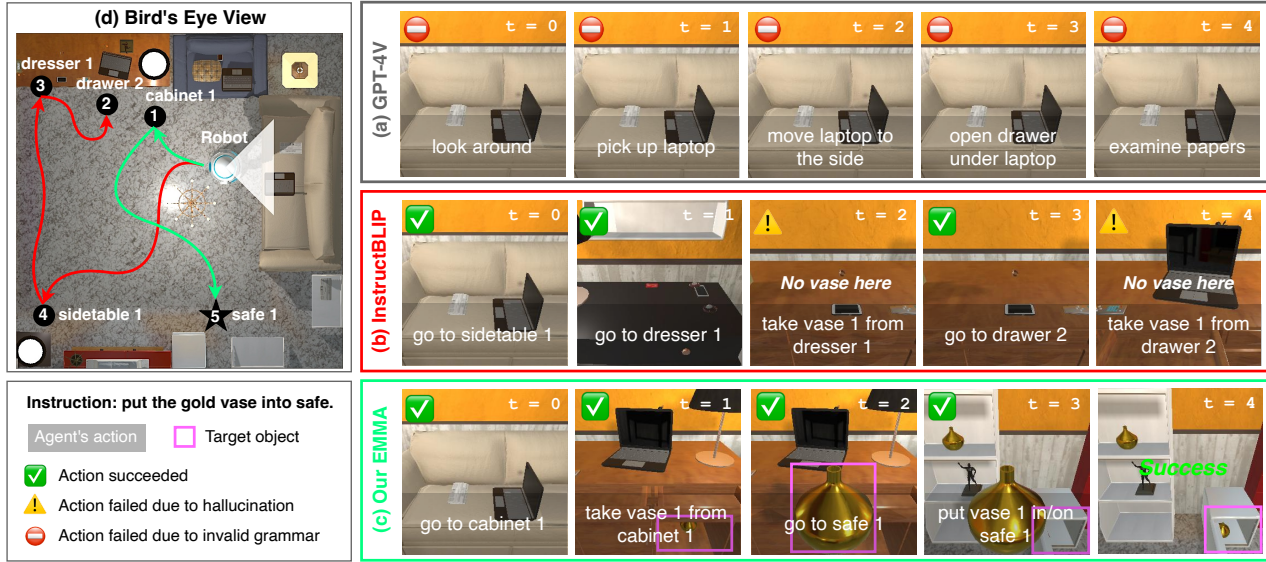 (d) Bird's Eye View
dresser 1
3
drawer 2
2
cabinet 1
1
Robot
4
sidetable 1
5
safe 1
Instruction: put the gold vase into safe.
Agent's action
Target object
Action succeeded
Action failed due to hallucination
Action failed due to invalid grammar
(a) GPT-4V
t = 0
look around
t = 1
pick up laptop
t = 2
move laptop to
the side
t = 3
open drawer
under laptop
t = 4
examine papers
(b) InstructBLIP
t = 0
go to sidetable 1
t = 1
go to dresser 1
t = 2
No vase here
take vase 1 from
dresser 1
t = 3
go to drawer 2
t = 4
No vase here
take vase 1 from
drawer 2
(c) Our EMMA
t = 0
go to cabinet 1
t = 1
take vase 1 from
cabinet 1
t = 2
go to safe 1
t = 3
put vase 1 in/on
safe 1
t = 4
Success